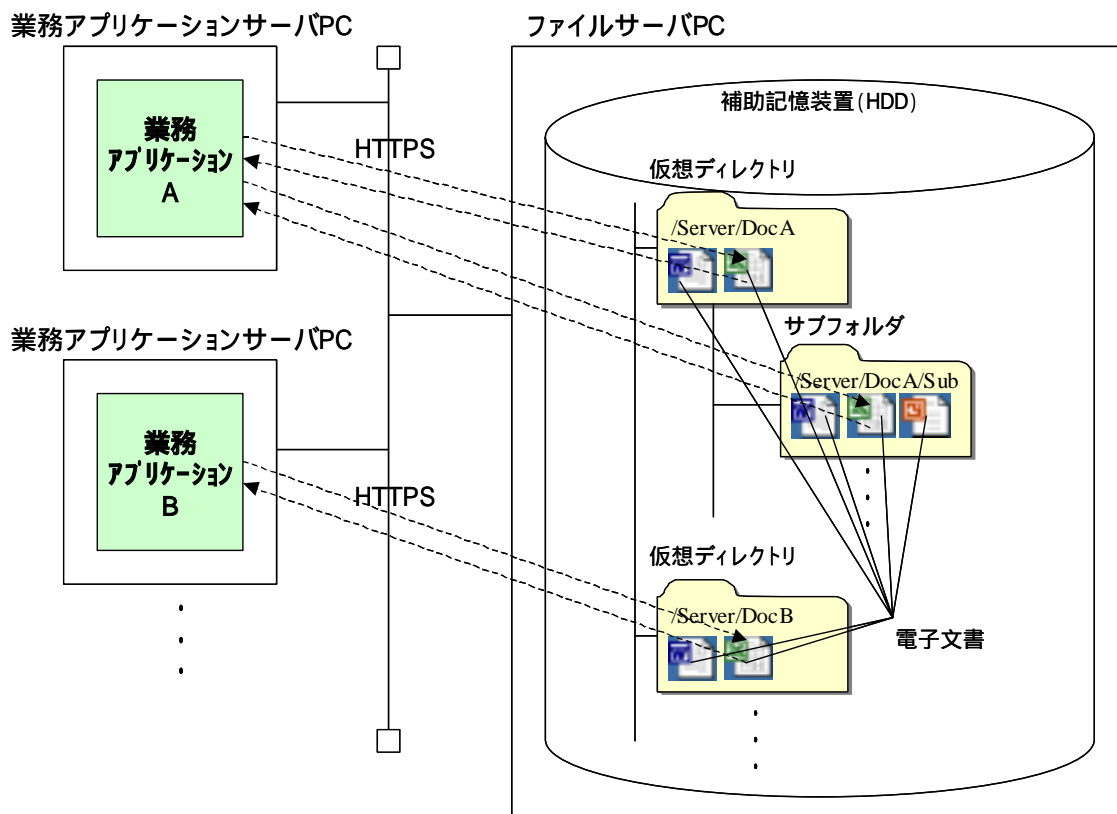 業務アプリケーションサーバPC
ファイルサーバPC
補助記憶装置(HDD)
業務
アプリケーション
A
HTTPS
仮想ディレクトリ
/Server/DocA
サブフォルダ
/Server/DocA/Sub
業務アプリケーションサーバPC
業務
アプリケーション
B
HTTPS
仮想ディレクトリ
/Server/DocB
電子文書